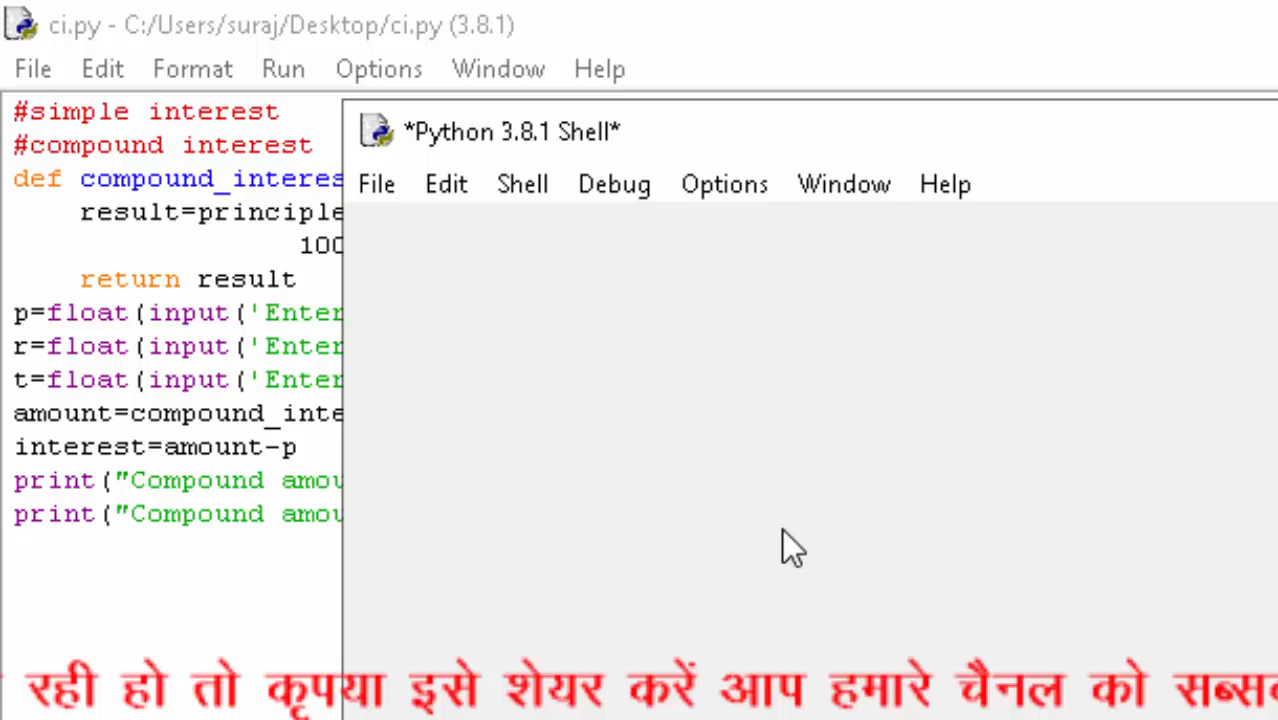 ci.py - C:/Users/suraj/Desktop/ci.py (3.8.1)
File Edit Format Run Options Window Help
#simple interest
#compound interest
def compound_interes
result=principle
100
return result
p=float(input('Enter
r=float(input('Enter
t=float(input('Enter
amount=compound_inte
interest=amount-p
print("Compound amou
print("Compound amou
*Python 3.8.1 Shell*
File Edit Shell Debug Options Window Help
रही हो तो कृपया इसे शेयर करें आप हमारे चैनल को